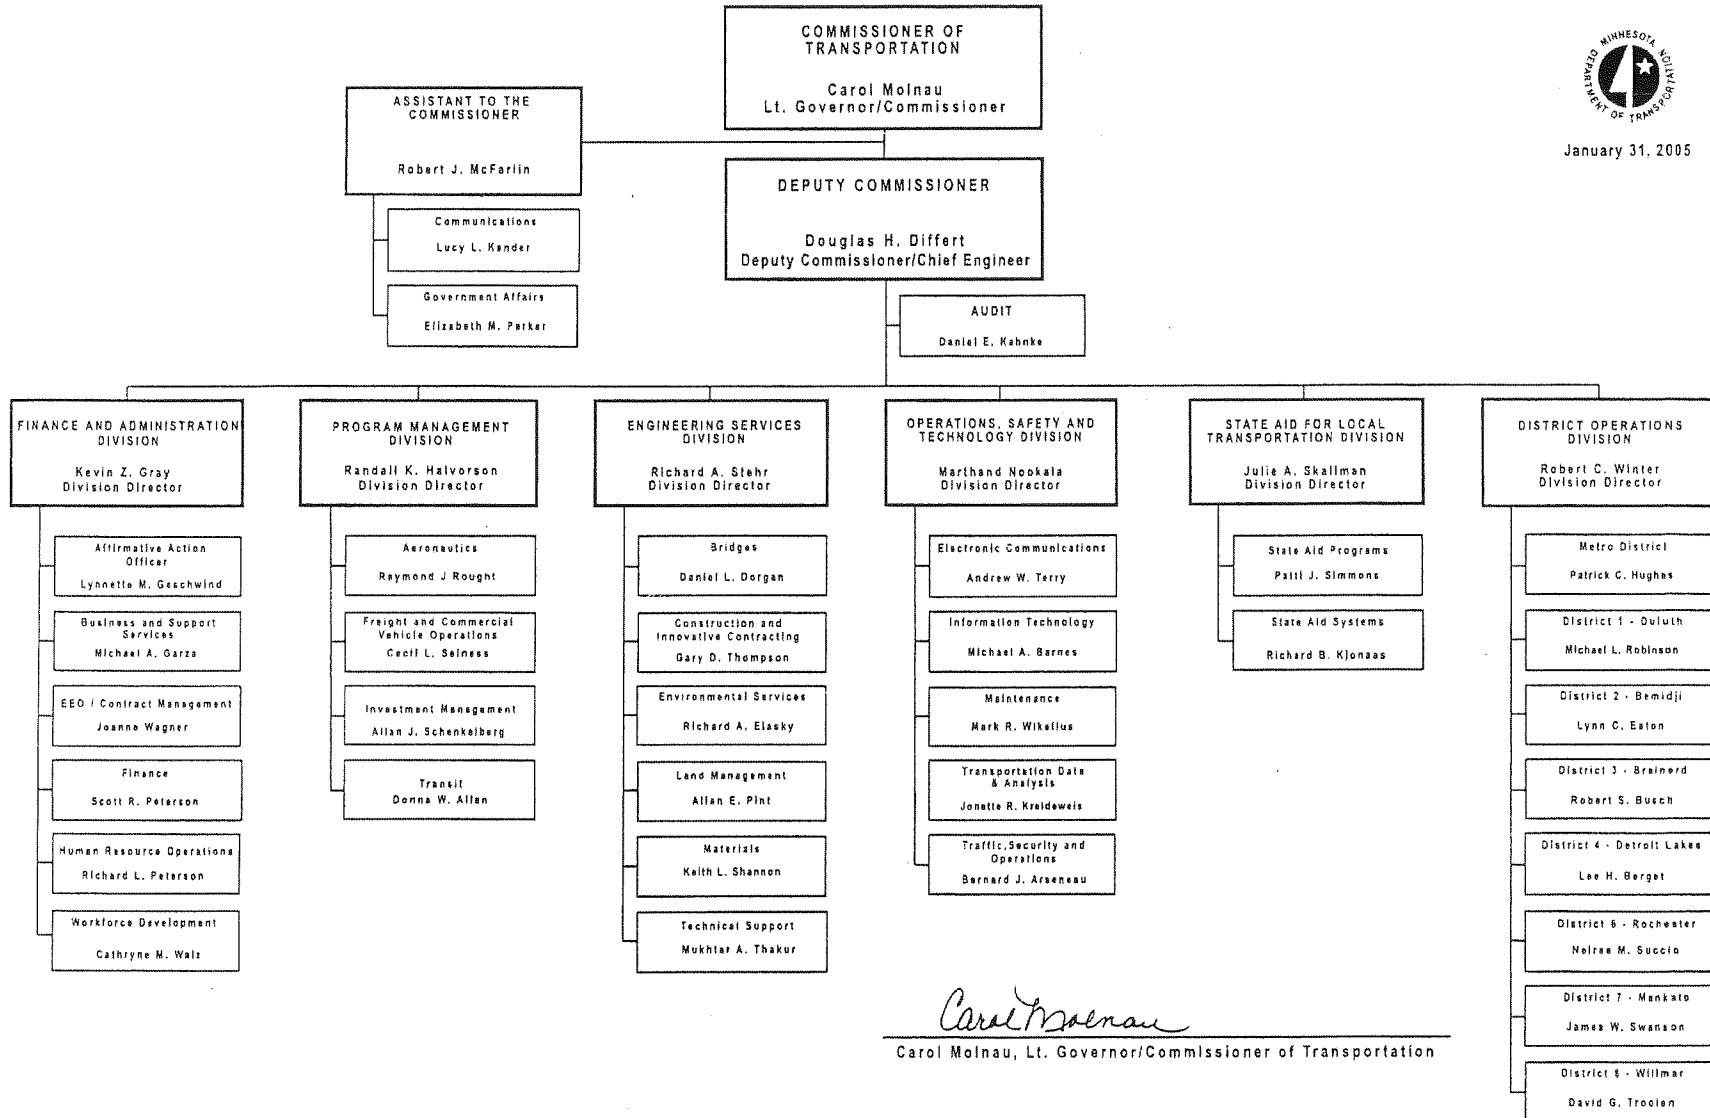 COMMISSIONER OF
TRANSPORTATION
Carol Molnau
Lt. Governor/Commissioner
MINNESOTA DEPARTMENT OF TRANSPORTATION
January 31, 2005
ASSISTANT TO THE
COMMISSIONER
Robert J. McFarlin
DEPUTY COMMISSIONER
Douglas H. Differt
Deputy Commissioner/Chief Engineer
Communications
Lucy L. Kender
Government Affairs
Elizabeth M. Parker
AUDIT
Daniel E. Kahnke
FINANCE AND ADMINISTRATION
DIVISION
Kevin Z. Gray
Division Director
Affirmative Action
Officer
Lynnette M. Geschwind
Business and Support
Services
Michael A. Garza
EEO / Contract Management
Joanne Wagner
Finance
Scott R. Peterson
Human Resource Operations
Richard L. Peterson
Workforce Development
Cathryne M. Walz
PROGRAM MANAGEMENT
DIVISION
Randall K. Halvorson
Division Director
Aeronautics
Raymond J Rought
Freight and Commercial
Vehicle Operations
Cecil L. Selness
Investment Management
Allan J. Schenkelberg
Transit
Donna W. Allan
ENGINEERING SERVICES
DIVISION
Richard A. Stehr
Division Director
Bridges
Daniel L. Dorgan
Construction and
Innovative Contracting
Gary D. Thompson
Environmental Services
Richard A. Elasky
Land Management
Allan E. Pint
Materials
Keith L. Shannon
Technical Support
Mukhtar A. Thakur
OPERATIONS, SAFETY AND
TECHNOLOGY DIVISION
Marthand Nookala
Division Director
Electronic Communications
Andrew W. Terry
Information Technology
Michael A. Barnes
Maintenance
Mark R. Wikelius
Transportation Data
& Analysis
Jonette R. Kreideweis
Traffic, Security and
Operations
Bernard J. Arseneau
STATE AID FOR LOCAL
TRANSPORTATION DIVISION
Julie A. Skallman
Division Director
State Aid Programs
Patti J. Simmons
State Aid Systems
Richard B. Kjonaas
DISTRICT OPERATIONS
DIVISION
Robert C. Winter
Division Director
Metro District
Patrick C. Hughes
District 1 - Duluth
Michael L. Robinson
District 2 - Bemidji
Lynn C. Eaton
District 3 - Brainerd
Robert S. Busch
District 4 - Detroit Lakes
Lee H. Berget
District 6 - Rochester
Nelrae M. Succio
District 7 - Mankato
James W. Swanson
District 8 - Willmar
David G. Trooien
Carol Molnau
Carol Molnau, Lt. Governor/Commissioner of Transportation